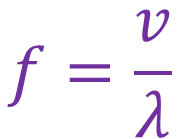 f = v/λ